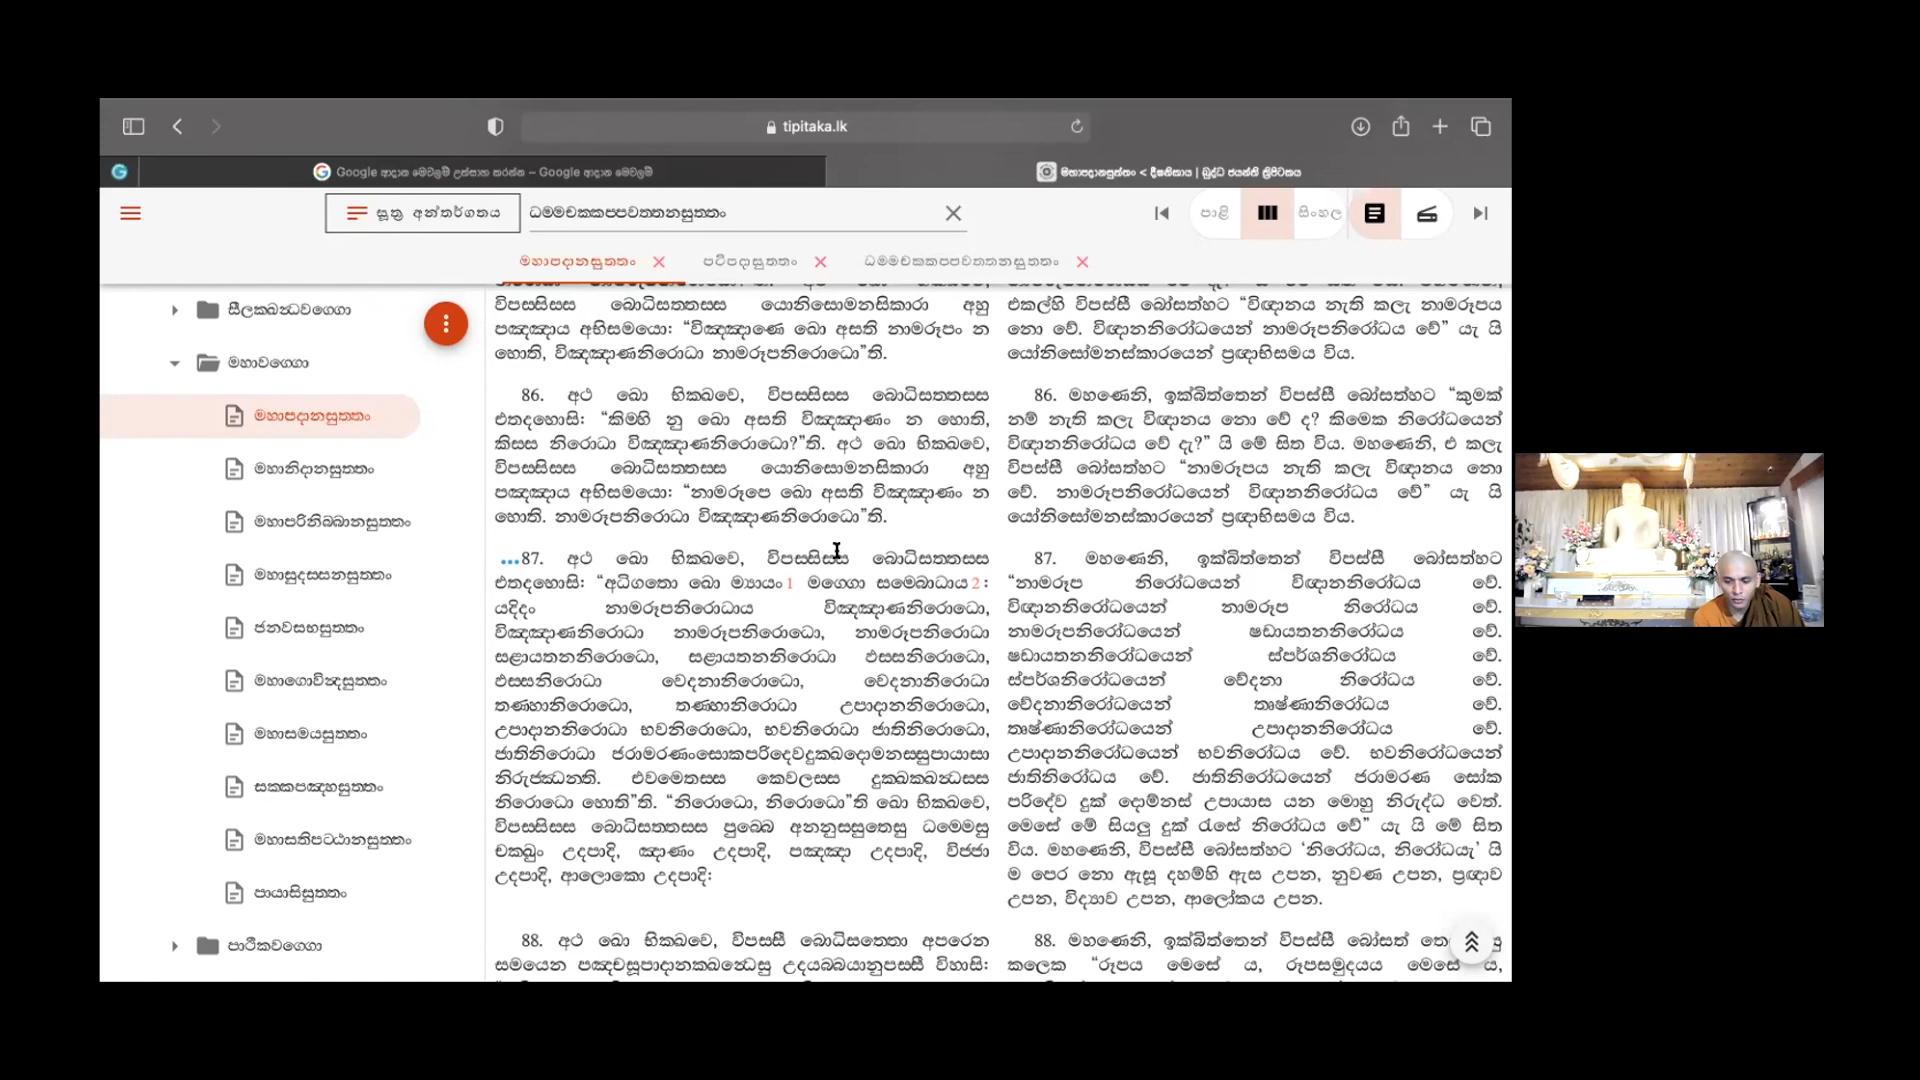 tipitaka.lk
Google ආදාන මෙවලම් උත්සාහ කරන්න – Google ආදාන මෙවලම්
මහාපදානසුත්තං < දීඝනිකාය | බුද්ධ ජයන්ති ත්‍රිපිටකය
සූත්‍ර අන්තර්ගතය
ධම්මචක්කප්පවත්තනසුත්තං
පාළි
සිංහල
මහාපදානසුත්තං
පටිපදාසුත්තං
ධම්මචක්කප්පවත්තනසුත්තං
සීලක්ඛන්ධවග්ගො
මහාවග්ගො
මහාපදානසුත්තං
මහානිදානසුත්තං
මහාපරිනිබ්බානසුත්තං
මහාසුදස්සනසුත්තං
ජනවසභසුත්තං
මහාගොවින්දසුත්තං
මහාසමයසුත්තං
සක්කපඤ්හසුත්තං
මහාසතිපට්ඨානසුත්තං
පායාසිසුත්තං
පාථිකවග්ගො
විපස්සිස්ස බොධිසත්තස්ස යොනිසොමනසිකාරා අහු
පඤ්ඤාය අභිසමයො: “විඤ්ඤාණෙ ඛො අසති නාමරූපං න
හොති, විඤ්ඤාණනිරොධා නාමරූපනිරොධො”ති.
86. අථ ඛො භික්ඛවෙ, විපස්සිස්ස බොධිසත්තස්ස
එතදහොසි: “කිම්හි නු ඛො අසති විඤ්ඤාණං න හොති,
කිස්ස නිරොධා විඤ්ඤාණනිරොධො?”ති. අථ ඛො භික්ඛවෙ,
විපස්සිස්ස බොධිසත්තස්ස යොනිසොමනසිකාරා අහු
පඤ්ඤාය අභිසමයො: “නාමරූපෙ ඛො අසති විඤ්ඤාණං න
හොති. නාමරූපනිරොධා විඤ්ඤාණනිරොධො”ති.
...87. අථ ඛො භික්ඛවෙ, විපස්සිස්ස බොධිසත්තස්ස
එතදහොසි: “අධිගතො ඛො ම්‍යායං 1 මග්ගො සම්බොධාය 2 :
යදිදං නාමරූපනිරොධාය විඤ්ඤාණනිරොධො,
විඤ්ඤාණනිරොධා නාමරූපනිරොධො, නාමරූපනිරොධා
සළායතනනිරොධො, සළායතනනිරොධා ඵස්සනිරොධො,
ඵස්සනිරොධා වෙදනානිරොධො, වෙදනානිරොධා
තණ්හානිරොධො, තණ්හානිරොධා උපාදානනිරොධො,
උපාදානනිරොධා භවනිරොධො, භවනිරොධා ජාතිනිරොධො,
ජාතිනිරොධා ජරාමරණංසොකපරිදෙවදුක්ඛදොමනස්සුපායාසා
නිරුජ්ඣන්ති. එවමෙතස්ස කෙවලස්ස දුක්ඛක්ඛන්ධස්ස
නිරොධො හොති”ති. “නිරොධො, නිරොධො”ති ඛො භික්ඛවෙ,
විපස්සිස්ස බොධිසත්තස්ස පුබ්බෙ අනනුස්සුතෙසු ධම්මෙසු
චක්ඛුං උදපාදි, ඤාණං උදපාදි, පඤ්ඤා උදපාදි, විජ්ජා
උදපාදි, ආලොකො උදපාදි:
88. අථ ඛො භික්ඛවෙ, විපස්සී බොධිසත්තො අපරෙන
සමයෙන පඤ්චසූපාදානක්ඛන්ධෙසු උදයබ්බයානුපස්සී විහාසි:
එකල්හි විපස්සී බෝසත්හට “විඥානය නැති කලැ නාමරූපය
නො වේ. විඥානනිරෝධයෙන් නාමරූපනිරෝධය වේ” යැ යි
යෝනිසෝමනස්කාරයෙන් ප්‍රඥාභිසමය විය.
86. මහණෙනි, ඉක්බිත්තෙන් විපස්සී බෝසත්හට “කුමක්
නම් නැති කලැ විඥානය නො වේ ද? කිමෙක නිරෝධයෙන්
විඥානනිරෝධය වේ දැ?” යි මේ සිත විය. මහණෙනි, එ කලැ
විපස්සී බෝසත්හට “නාමරූපය නැති කලැ විඥානය නො
වේ. නාමරූපනිරෝධයෙන් විඥානනිරෝධය වේ” යැ යි
යෝනිසෝමනස්කාරයෙන් ප්‍රඥාභිසමය විය.
87. මහණෙනි, ඉක්බිත්තෙන් විපස්සී බෝසත්හට
“නාමරූප නිරෝධයෙන් විඥානනිරෝධය වේ.
විඥානනිරෝධයෙන් නාමරූප නිරෝධය වේ.
නාමරූපනිරෝධයෙන් ෂඩායතනනිරෝධය වේ.
ෂඩායතනනිරෝධයෙන් ස්පර්ශනිරෝධය වේ.
ස්පර්ශනිරෝධයෙන් වේදනා නිරෝධය වේ.
වේදනානිරෝධයෙන් තෘෂ්ණානිරෝධය වේ.
තෘෂ්ණානිරෝධයෙන් උපාදානනිරෝධය වේ.
උපාදානනිරෝධයෙන් භවනිරෝධය වේ. භවනිරෝධයෙන්
ජාතිනිරෝධය වේ. ජාතිනිරෝධයෙන් ජරාමරණ සෝක
පරිදේව දුක් දොම්නස් උපායාස යන මොහු නිරුද්ධ වෙත්.
මෙසේ මේ සියලු දුක් රැසේ නිරෝධය වේ” යැ යි මේ සිත
විය. මහණෙනි, විපස්සී බෝසත්හට ‘නිරෝධය, නිරෝධයැ’ යි
ම පෙර නො ඇසූ දහම්හි ඇස උපන, නුවණ උපන, ප්‍රඥාව
උපන, විද්‍යාව උපන, ආලෝකය උපන.
88. මහණෙනි, ඉක්බිත්තෙන් විපස්සී බෝසත්
කලෙක “රූපය මෙසේ ය, රූපසමුදයය මෙසේ ය,